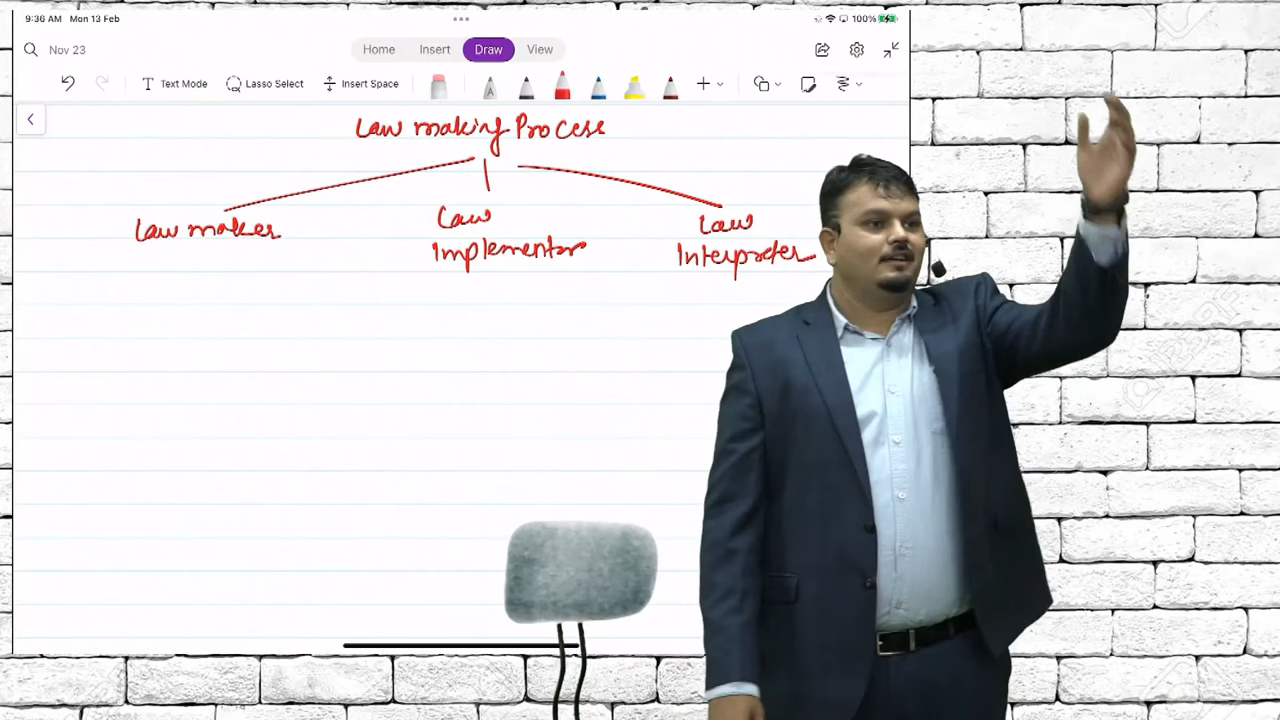 9:36 AM Mon 13 Feb
100%
Nov 23
Home Insert Draw View
Text Mode Lasso Select Insert Space
Law making Process
Law maker
Law
Implementor
Law
Interpreter